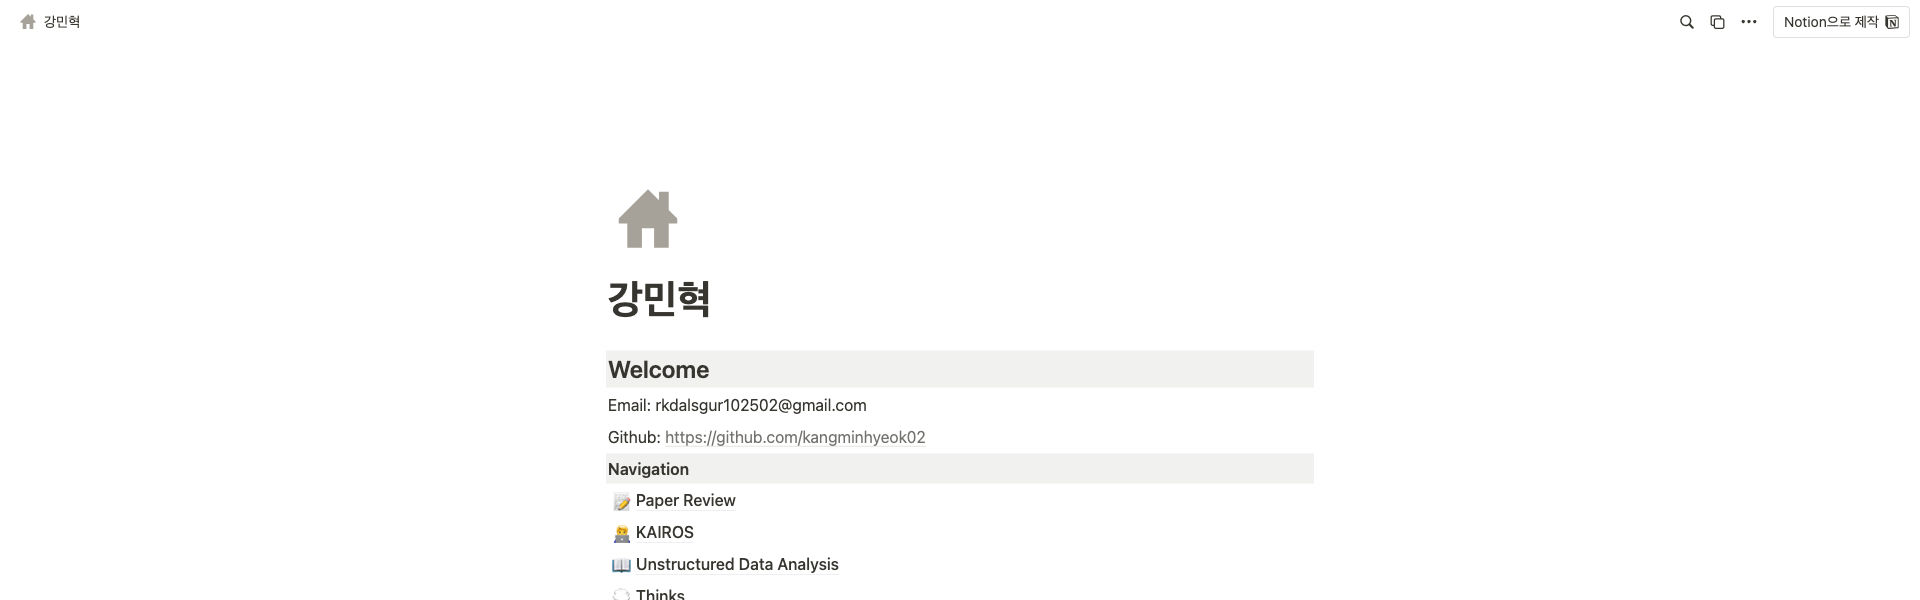 강민혁
Notion으로 제작
강민혁
Welcome
Email: rkdalsgur102502@gmail.com
Github: https://github.com/kangminhyeok02
Navigation
Paper Review
KAIROS
Unstructured Data Analysis
Thinks